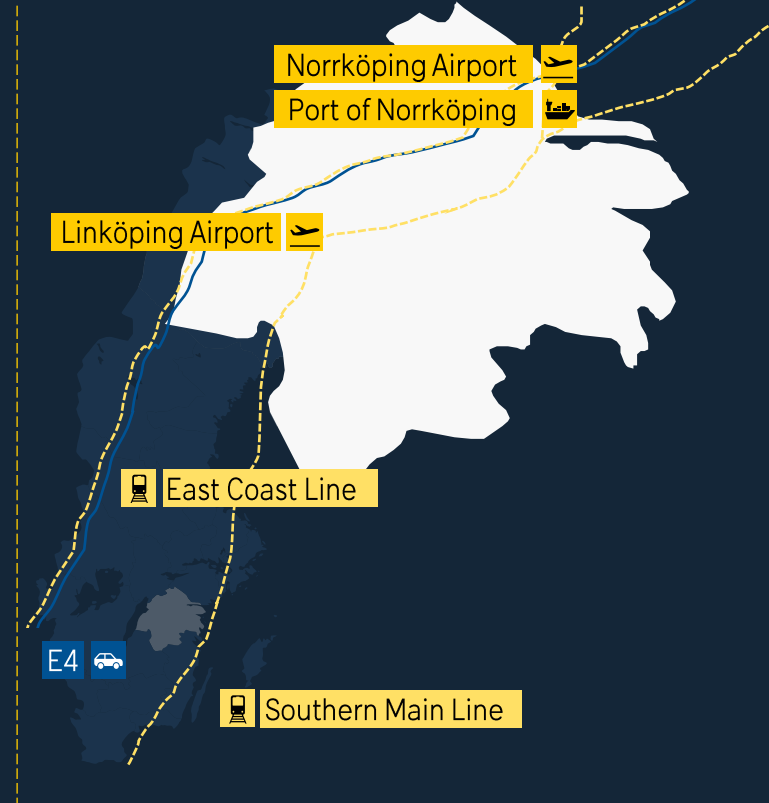 Norrköping Airport
Port of Norrköping
Linköping Airport
East Coast Line
E4
Southern Main Line